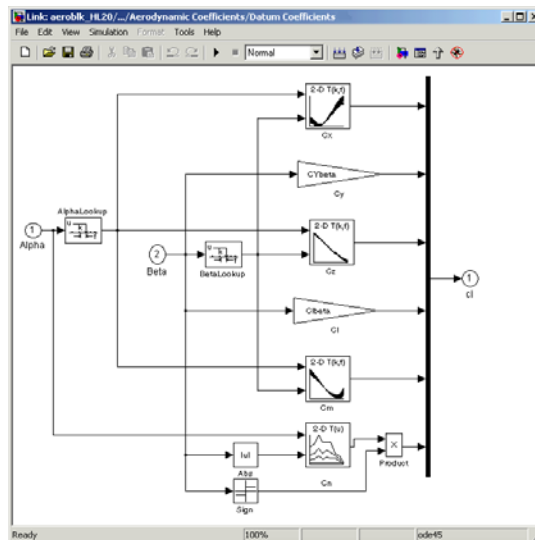 Link: aeroblk_HL20/.../Aerodynamic Coefficients/Datum Coefficients
File Edit View Simulation Format Tools Help
Normal
2-D T(k,f)
Cx
CYbeta
Cy
1
Alpha
AlphaLookup
u
k
f
2
Beta
u
k
f
BetaLookup
2-D T(k,f)
Cz
1
cl
Clbeta
Cl
2-D T(k,f)
Cm
2-D T(u)
Cn
×
Product
|u|
Abs
Sign
Ready 100% ode45